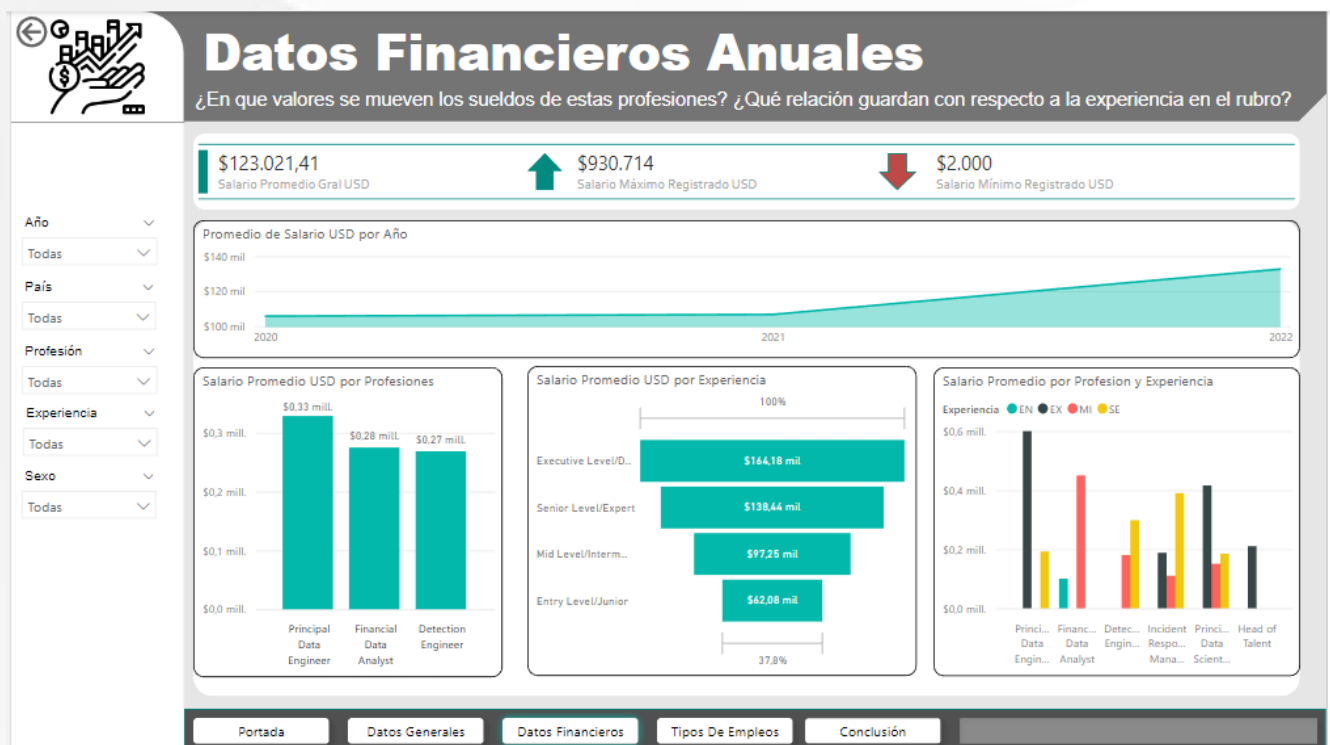 Datos Financieros Anuales
¿En que valores se mueven los sueldos de estas profesiones? ¿Qué relación guardan con respecto a la experiencia en el rubro?
$123.021,41
Salario Promedio Gral USD
$930.714
Salario Máximo Registrado USD
$2.000
Salario Mínimo Registrado USD
Año
Todas
País
Todas
Profesión
Todas
Experiencia
Todas
Sexo
Todas
Promedio de Salario USD por Año
$140 mil
$120 mil
$100 mil
2020
2021
2022
Salario Promedio USD por Profesiones
$0,3 mill.
$0,2 mill.
$0,1 mill.
$0,0 mill.
$0,33 mill.
$0,28 mill.
$0,27 mill.
Principal
Data
Engineer
Financial
Data
Analyst
Detection
Engineer
Salario Promedio USD por Experiencia
100%
Executive Level/D...
$164,18 mil
Senior Level/Expert
$138,44 mil
Mid Level/Interm...
$97,25 mil
Entry Level/Junior
$62,08 mil
37,8%
Salario Promedio por Profesion y Experiencia
Experiencia EN EX MI SE
$0,6 mill.
$0,4 mill.
$0,2 mill.
$0,0 mill.
Princi...
Data
Engin...
Financ...
Data
Analyst
Detec...
Engin...
Incident
Respo...
Mana...
Princi...
Data
Scient...
Head of
Talent
Portada
Datos Generales
Datos Financieros
Tipos De Empleos
Conclusión